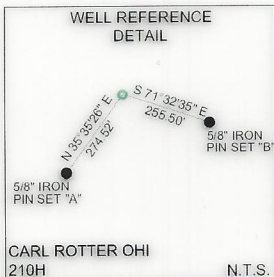 WELL REFERENCE
DETAIL
N 35°35'26" E
274.52'
S 71°32'35" E
255.50'
5/8" IRON
PIN SET "B"
5/8" IRON
PIN SET "A"
CARL ROTTER OHI
210H
N.T.S.